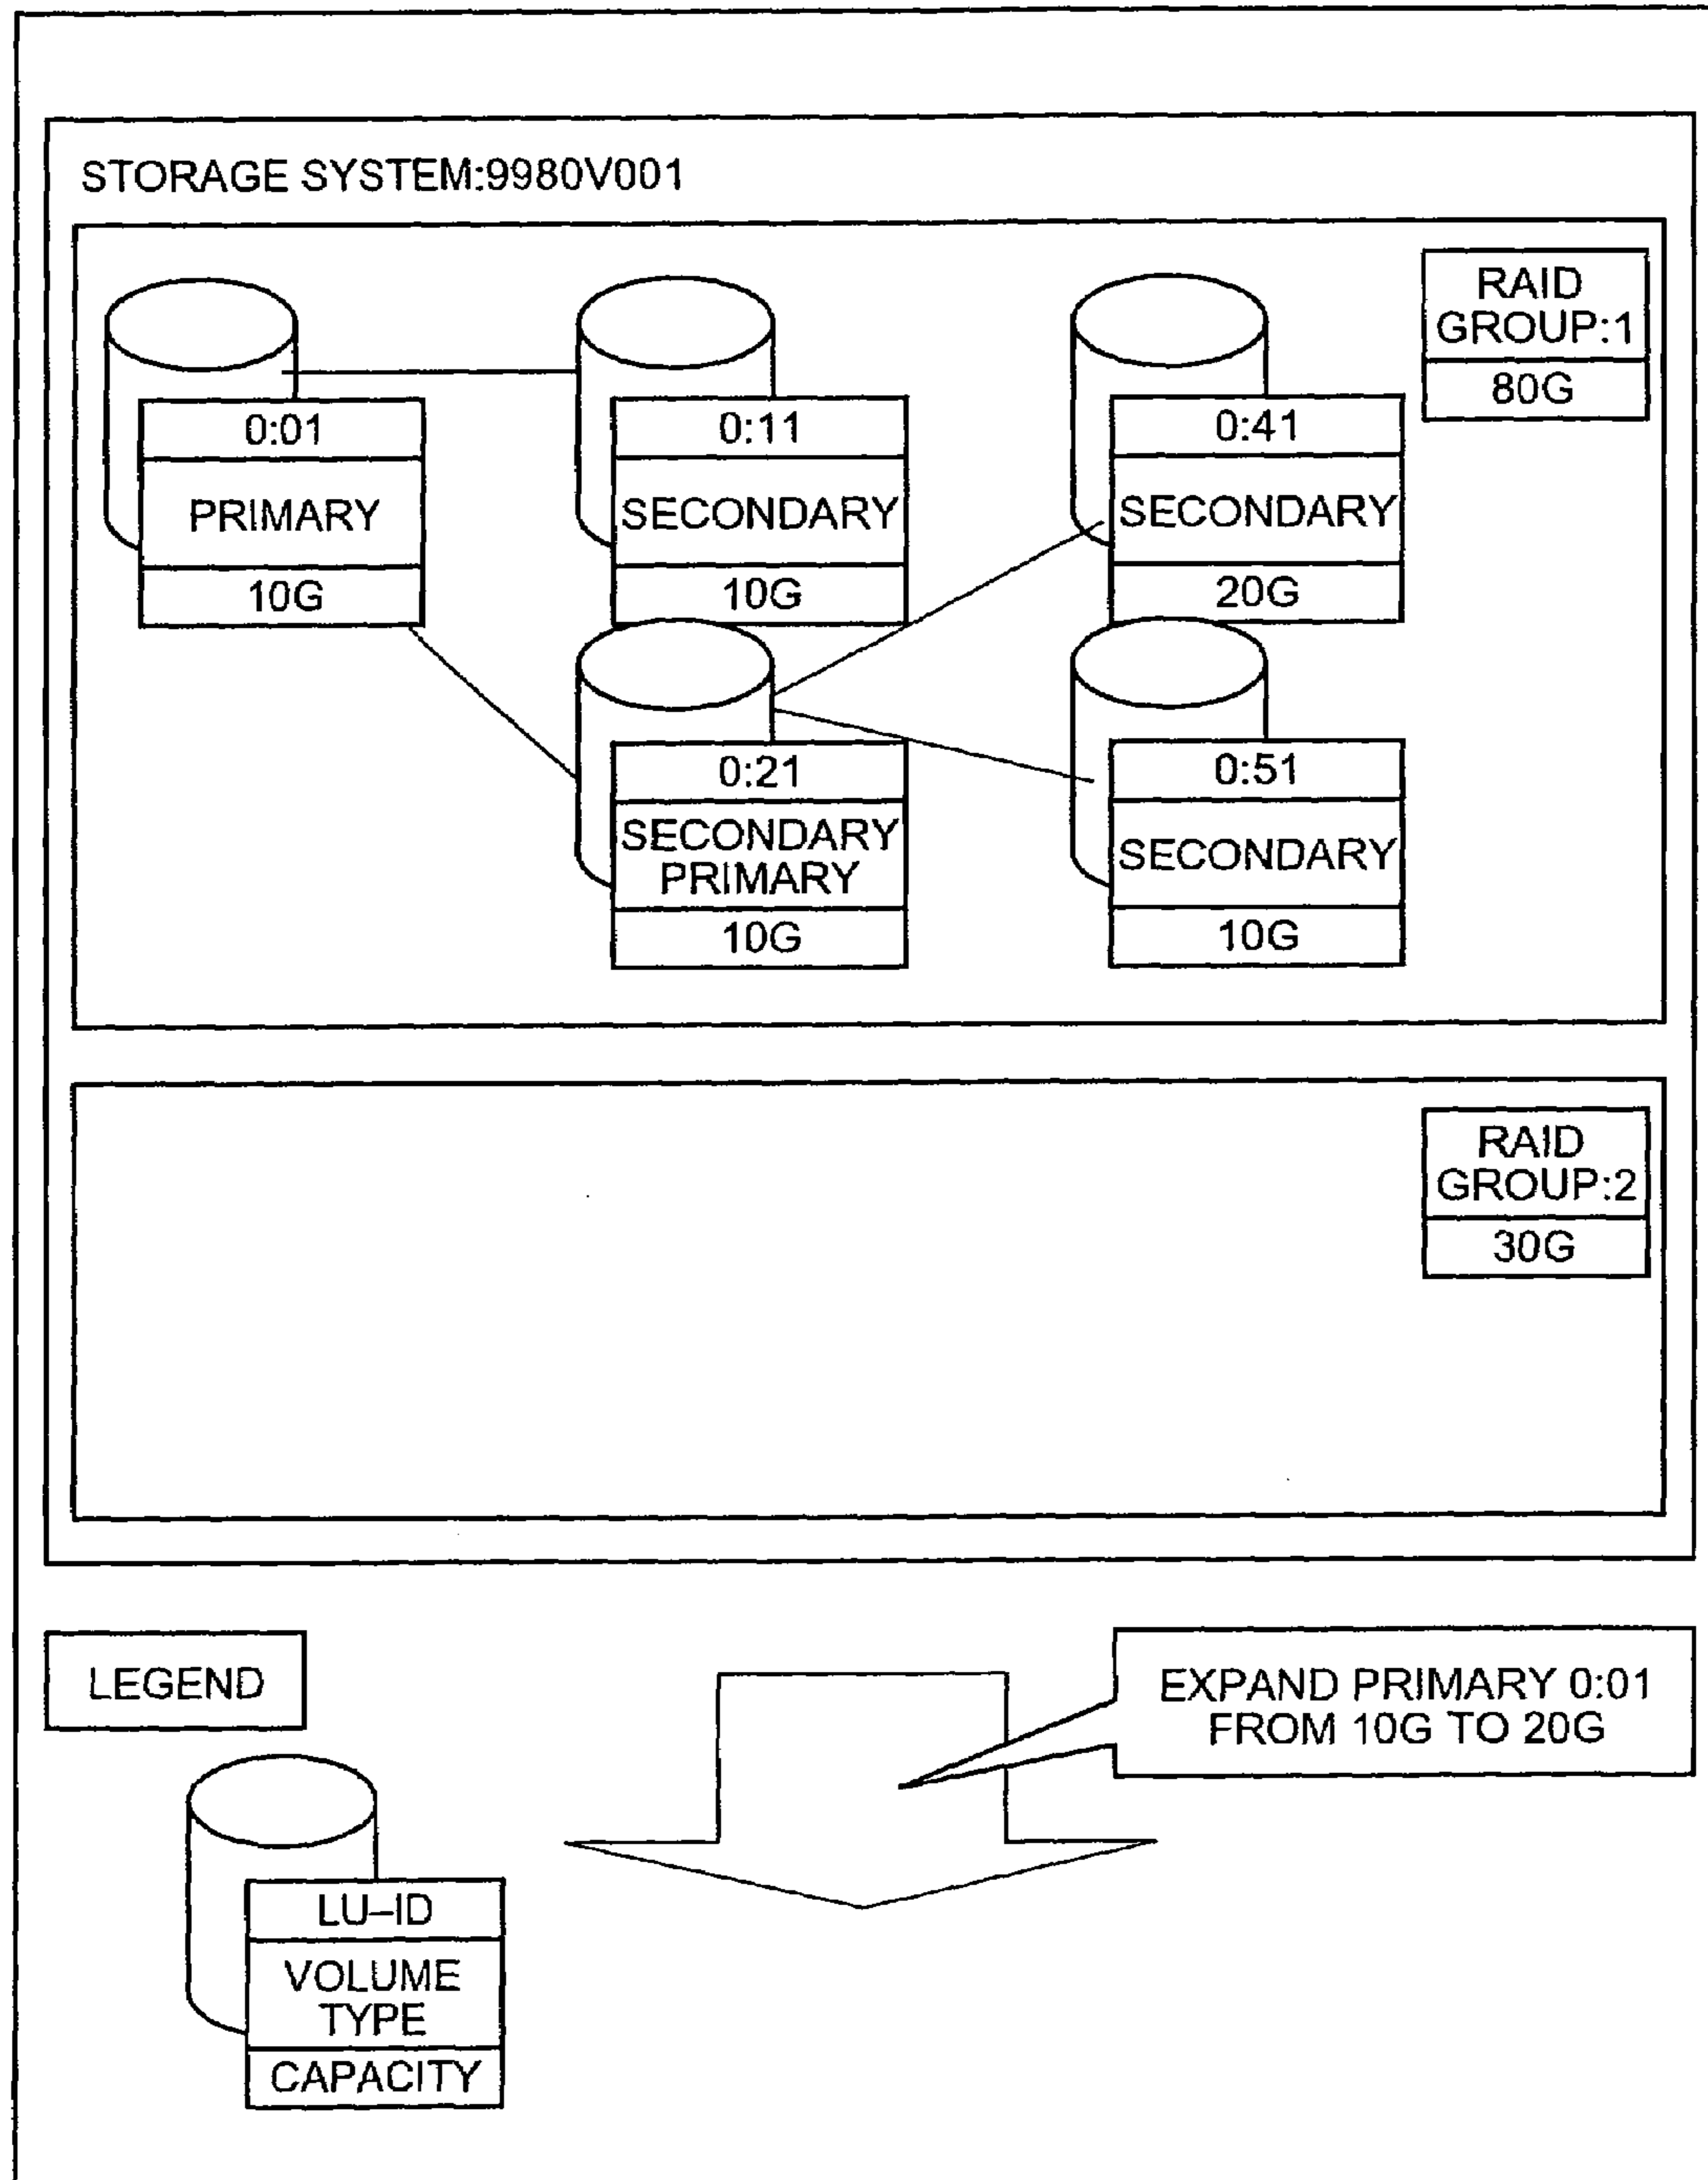 STORAGE SYSTEM:9980V001
RAID
GROUP:1
80G
0:01
PRIMARY
10G
0:11
SECONDARY
10G
0:41
SECONDARY
20G
0:21
SECONDARY
PRIMARY
10G
0:51
SECONDARY
10G
RAID
GROUP:2
30G
LEGEND
EXPAND PRIMARY 0:01
FROM 10G TO 20G
LU–ID
VOLUME
TYPE
CAPACITY